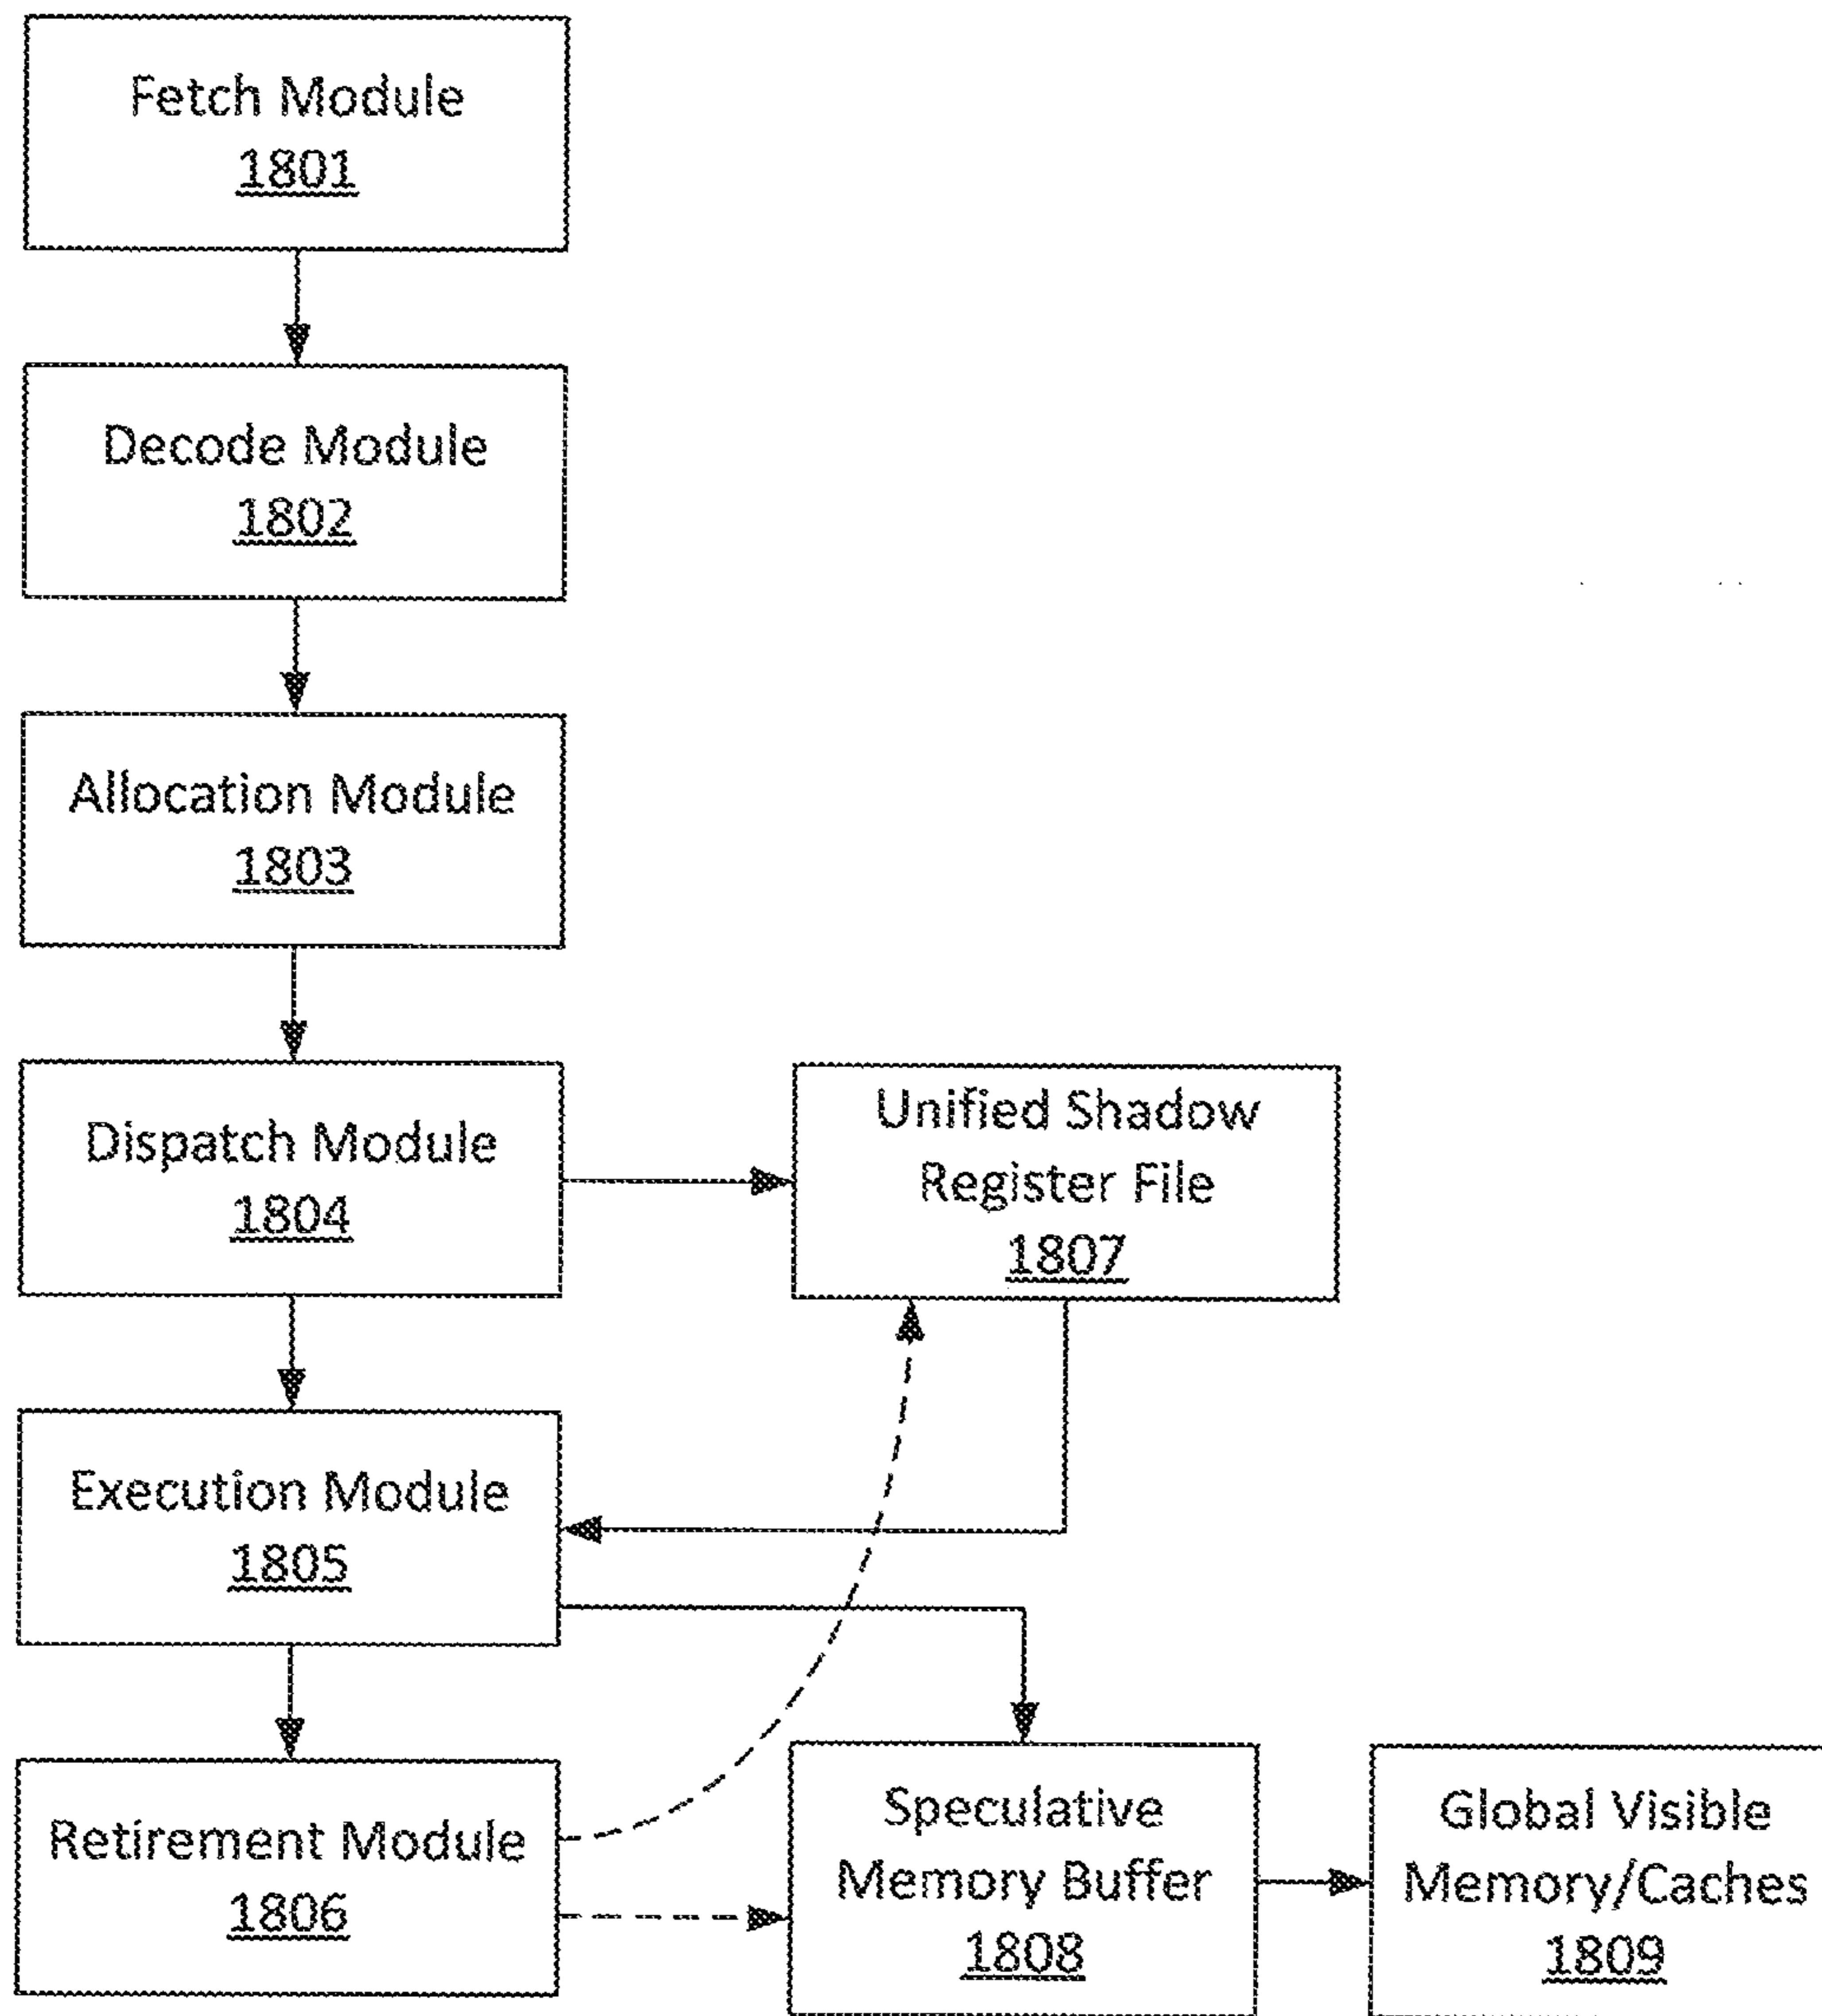 Fetch Module
1801
Decode Module
1802
Allocation Module
1803
Dispatch Module
1804
Unified Shadow
Register File
1807
Execution Module
1805
Retirement Module
1806
Speculative
Memory Buffer
1808
Global Visible
Memory/Caches
1809